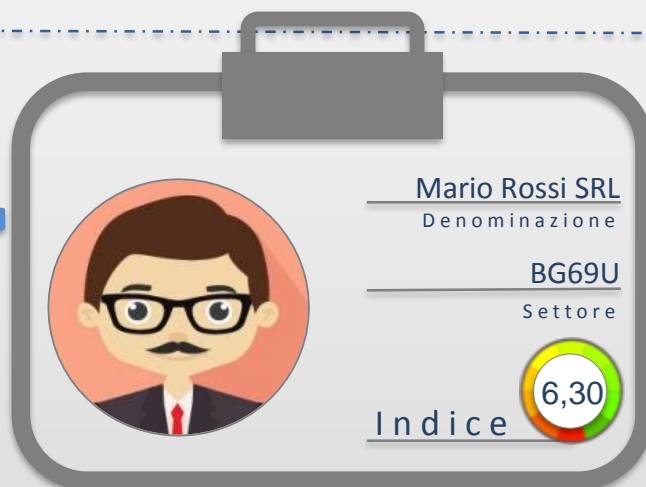 Mario Rossi SRL
Denominazione
BG69U
Settore
6,30
Indice